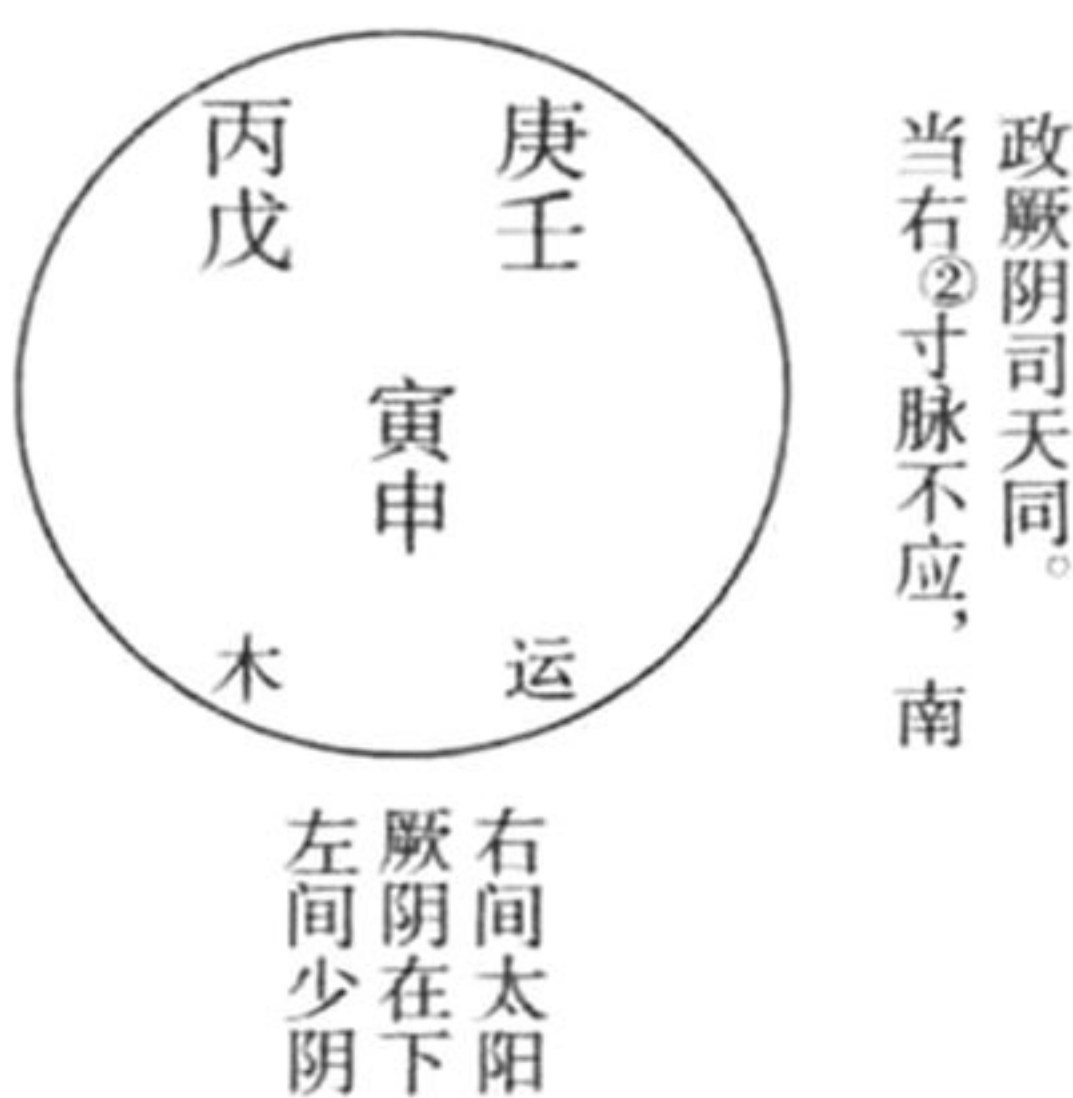 丙戊
庚壬
寅申
木
运
左间少阴
厥阴在下
右间太阳
当右②寸脉不应，南
政厥阴司天同。